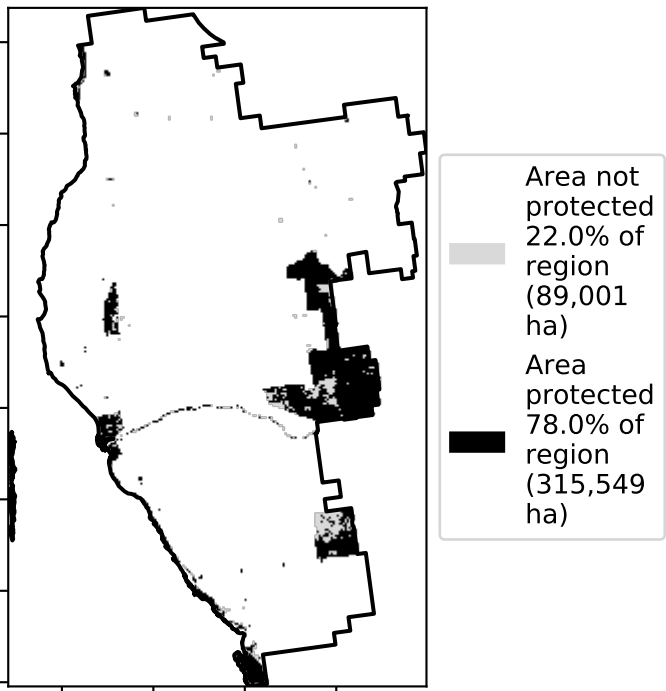 Area not
protected
22.0% of
region
(89,001
ha)
Area
protected
78.0% of
region
(315,549
ha)